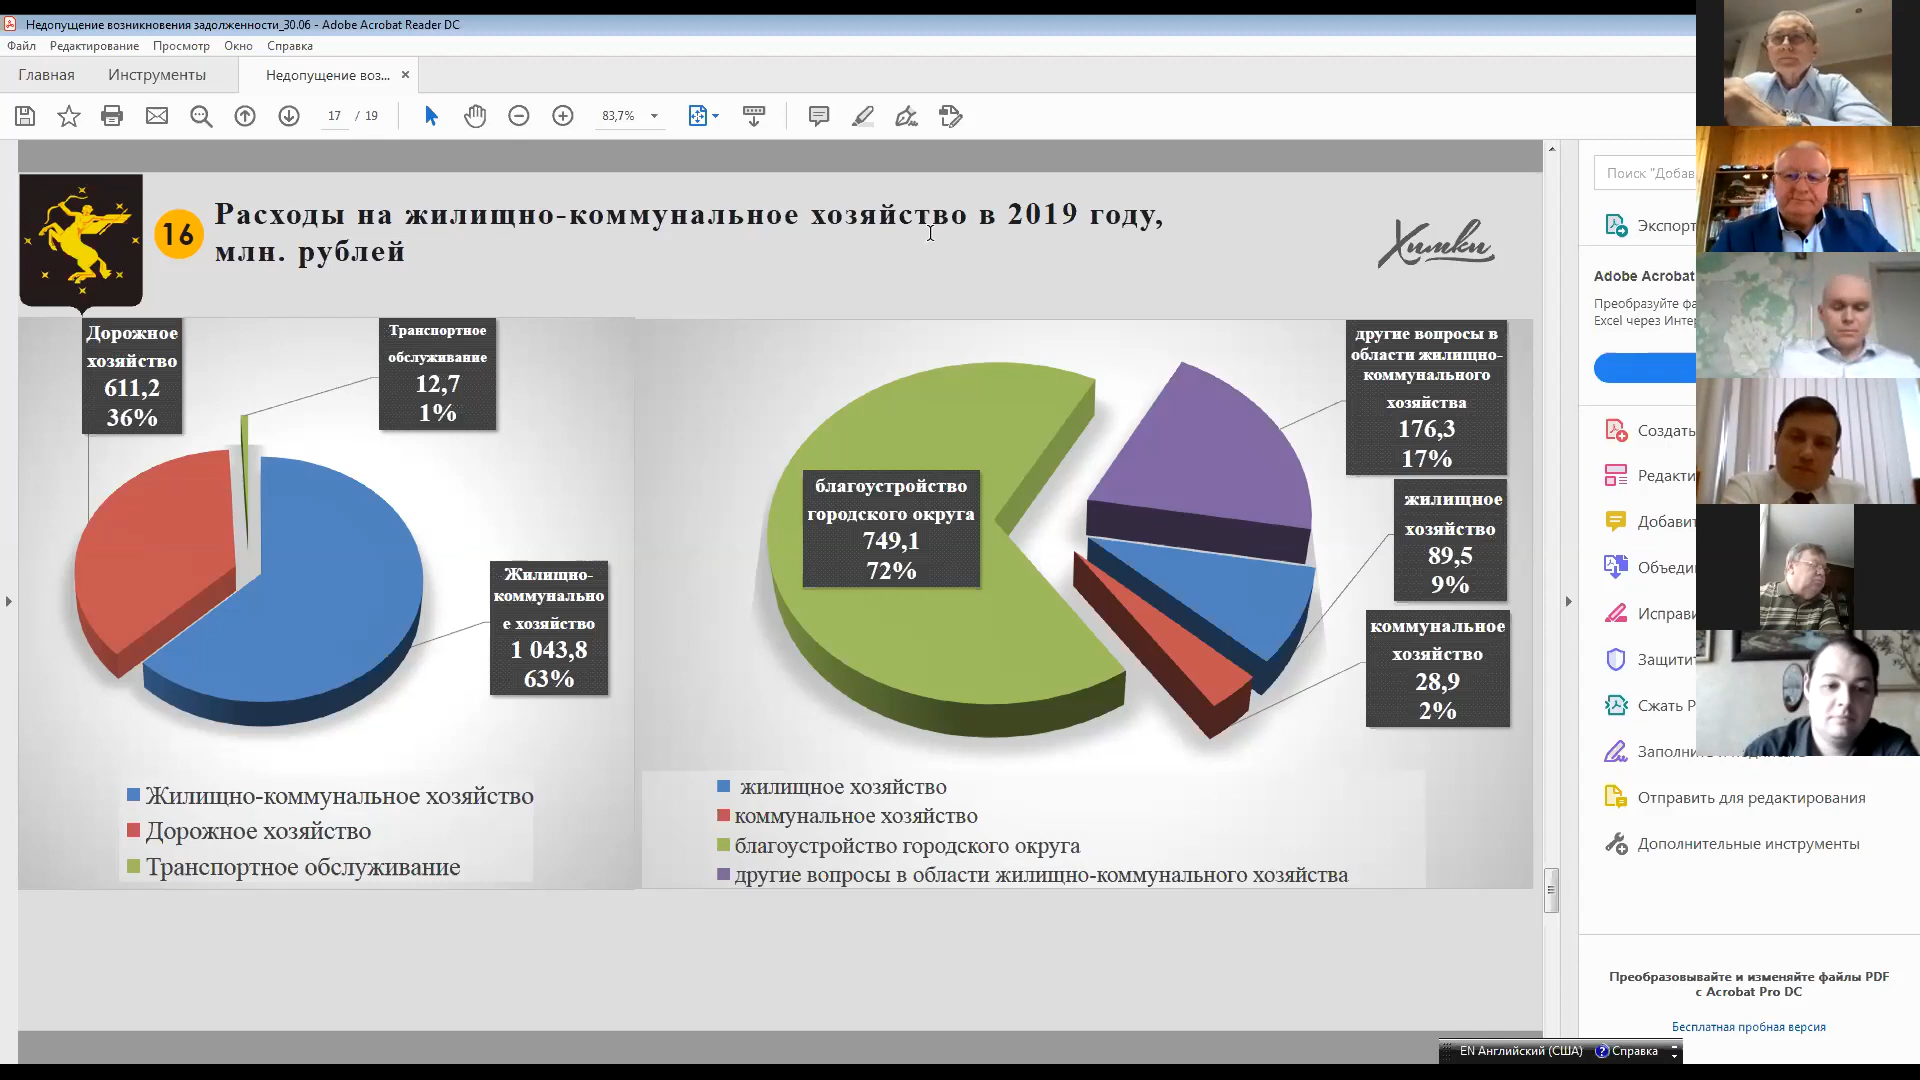 Недопущение возникновения задолженности_30.06 - Adobe Acrobat Reader DC
Файл Редактирование Просмотр Окно Справка
Главная Инструменты Недопущение воз... ×
17 / 19 83,7%
16
Расходы на жилищно-коммунальное хозяйство в 2019 году,
млн. рублей
Химки
Дорожное
хозяйство
611,2
36%
Транспортное
обслуживание
12,7
1%
Жилищно-
коммунально
е хозяйство
1 043,8
63%
Жилищно-коммунальное хозяйство
Дорожное хозяйство
Транспортное обслуживание
благоустройство
городского округа
749,1
72%
другие вопросы в
области жилищно-
коммунального
хозяйства
176,3
17%
жилищное
хозяйство
89,5
9%
коммунальное
хозяйство
28,9
2%
жилищное хозяйство
коммунальное хозяйство
благоустройство городского округа
другие вопросы в области жилищно-коммунального хозяйства
Поиск "Добав
Экспорт
Adobe Acrobat
Преобразуйте фа
Excel через Инте
Создать
Редакти
Добавит
Объеди
Исправи
Защитит
Сжать P
Заполнить и подписать
Отправить для редактирования
Дополнительные инструменты
Преобразовывайте и изменяйте файлы PDF
с Acrobat Pro DC
Бесплатная пробная версия
EN Английский (США) Справка